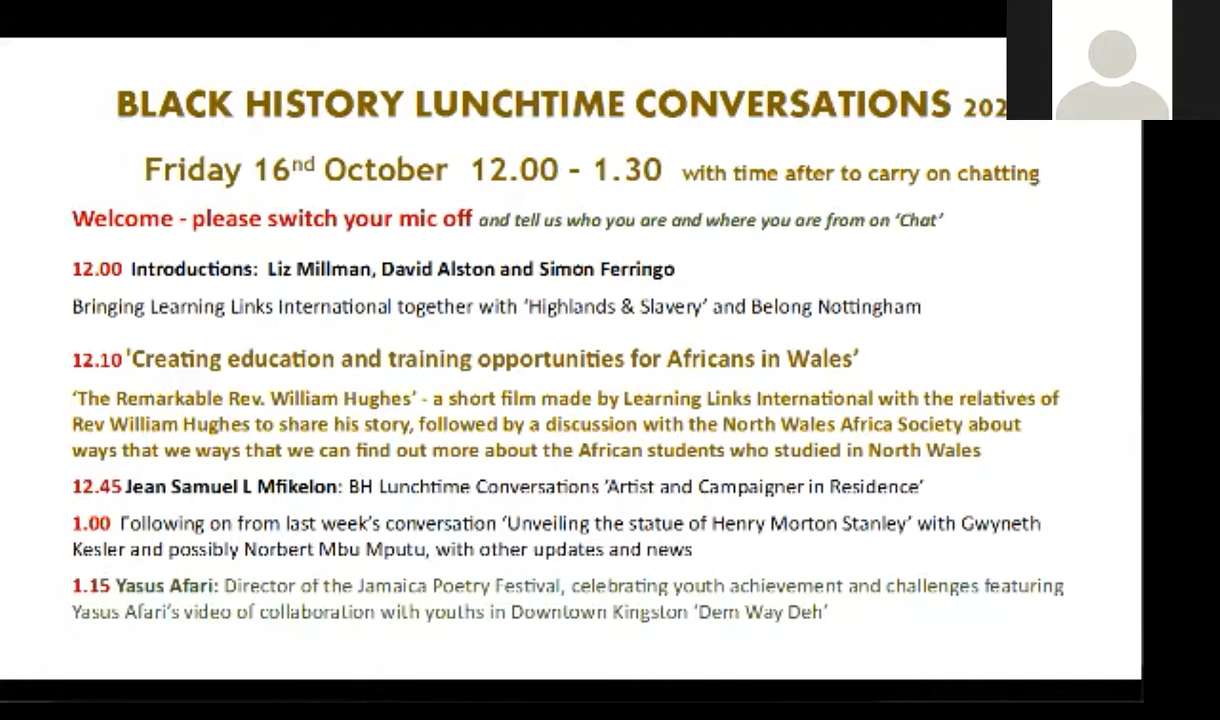 BLACK HISTORY LUNCHTIME CONVERSATIONS 202
Friday 16nd October 12.00 - 1.30 with time after to carry on chatting
Welcome - please switch your mic off and tell us who you are and where you are from on ‘Chat’
12.00 Introductions: Liz Millman, David Alston and Simon Ferringo
Bringing Learning Links International together with ‘Highlands & Slavery’ and Belong Nottingham
12.10 'Creating education and training opportunities for Africans in Wales’
‘The Remarkable Rev. William Hughes’ - a short film made by Learning Links International with the relatives of
Rev William Hughes to share his story, followed by a discussion with the North Wales Africa Society about
ways that we ways that we can find out more about the African students who studied in North Wales
12.45 Jean Samuel L Mfikelon: BH Lunchtime Conversations ‘Artist and Campaigner in Residence’
1.00 Following on from last week’s conversation ‘Unveiling the statue of Henry Morton Stanley’ with Gwyneth
Kesler and possibly Norbert Mbu Mputu, with other updates and news
1.15 Yasus Afari: Director of the Jamaica Poetry Festival, celebrating youth achievement and challenges featuring
Yasus Afari’s video of collaboration with youths in Downtown Kingston ‘Dem Way Deh’